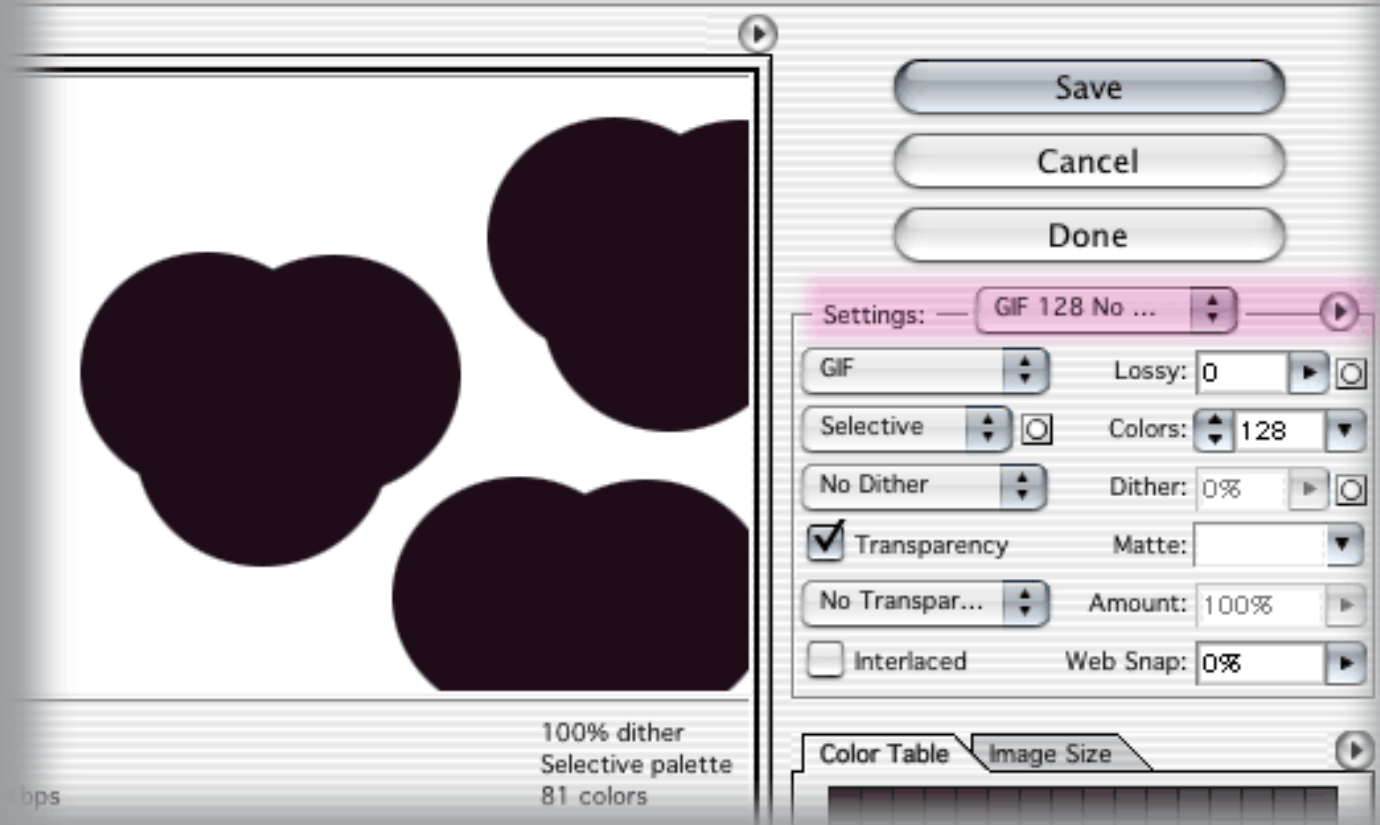 Save
Cancel
Done
Settings: GIF 128 No ...
GIF Lossy: 0
Selective Colors: 128
No Dither Dither: 0%
Transparency Matte:
No Transpar... Amount: 100%
Interlaced Web Snap: 0%
100% dither
Selective palette
bps 81 colors
Color Table Image Size